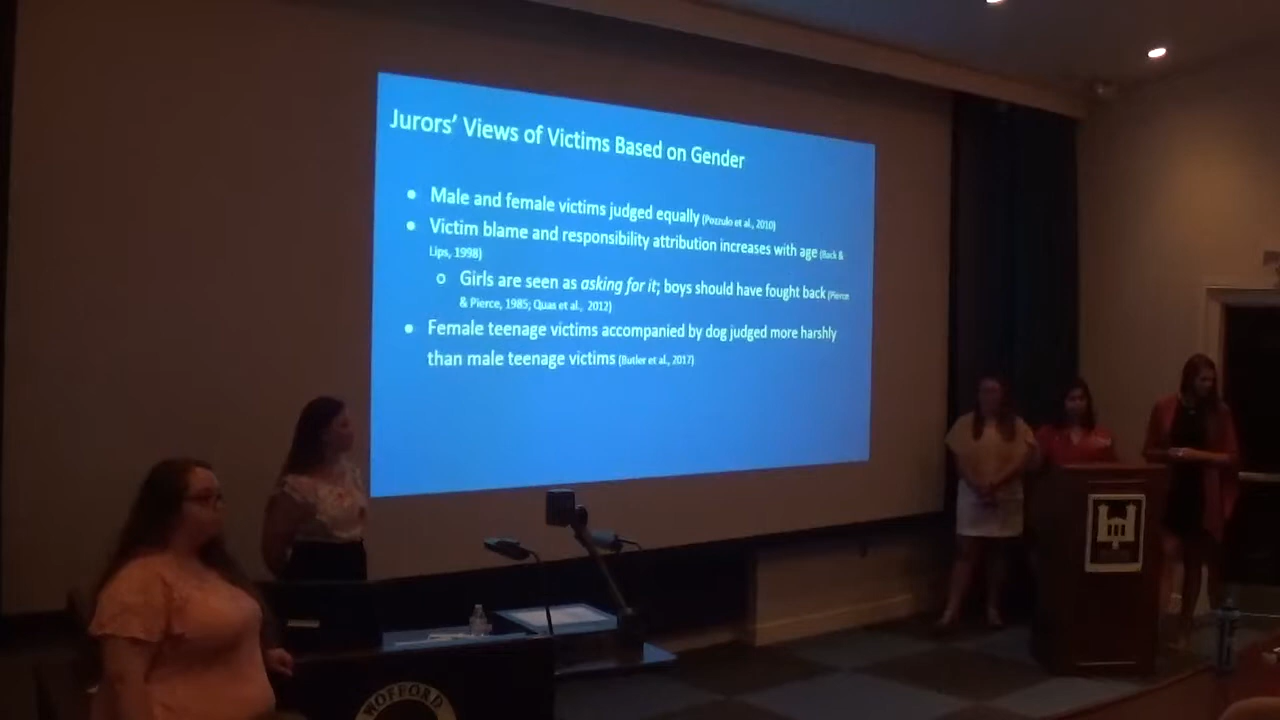 Jurors’ Views of Victims Based on Gender
● Male and female victims judged equally (Pozzulo et al., 2010)
● Victim blame and responsibility attribution increases with age (Back &
Lips, 1998)
○ Girls are seen as asking for it; boys should have fought back (Pierce
& Pierce, 1985; Quas et al., 2012)
● Female teenage victims accompanied by dog judged more harshly
than male teenage victims (Butler et al., 2017)
WOFFORD